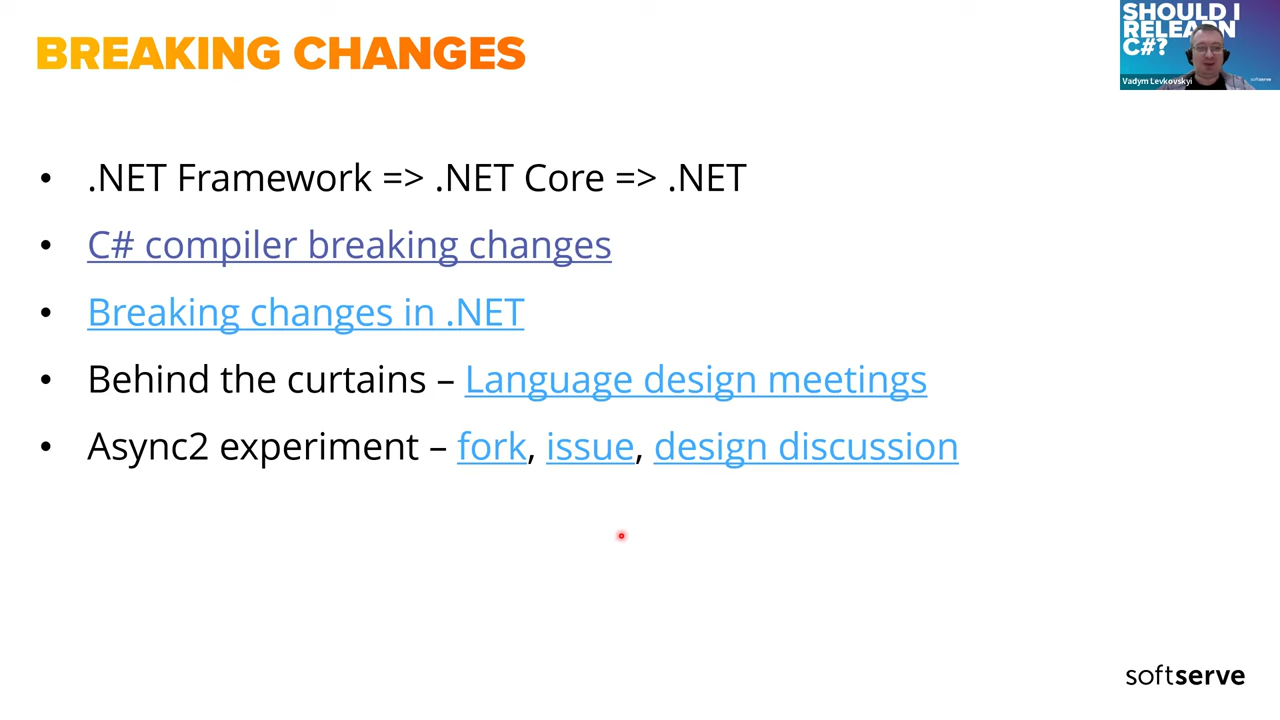 BREAKING CHANGES
SHOULD I
RELEARN
C#?
Vadym Levkovskyi
softserve
• .NET Framework => .NET Core => .NET
• C# compiler breaking changes
• Breaking changes in .NET
• Behind the curtains – Language design meetings
• Async2 experiment – fork, issue, design discussion
softserve